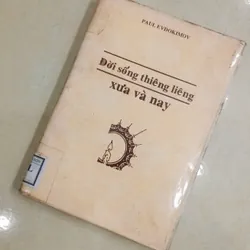 PAUL EVDOKIMOV
Đời sống thiêng liêng
xưa và nay